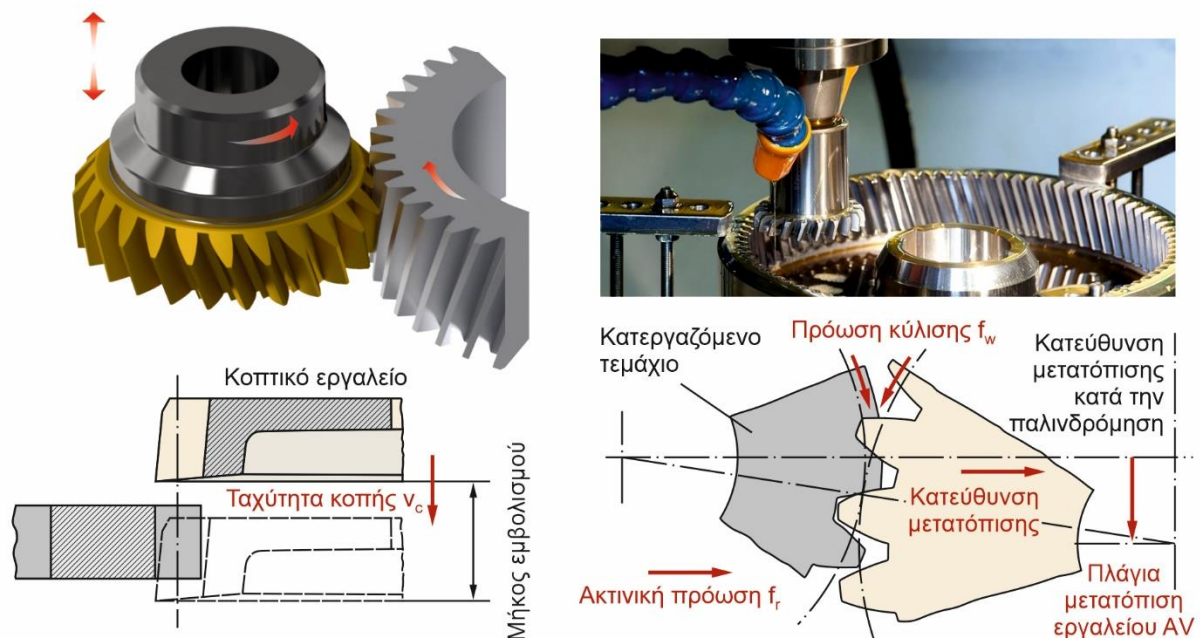 Κοπτικό εργαλείο
Ταχύτητα κοπής v_c
Μήκος εμβολισμού
Κατεργαζόμενο
τεμάχιο
Πρόωση κύλισης f_w
Κατεύθυνση
μετατόπισης
κατά την
παλινδρόμηση
Κατεύθυνση
μετατόπισης
Ακτινική πρόωση f_r
Πλάγια
μετατόπιση
εργαλείου AV